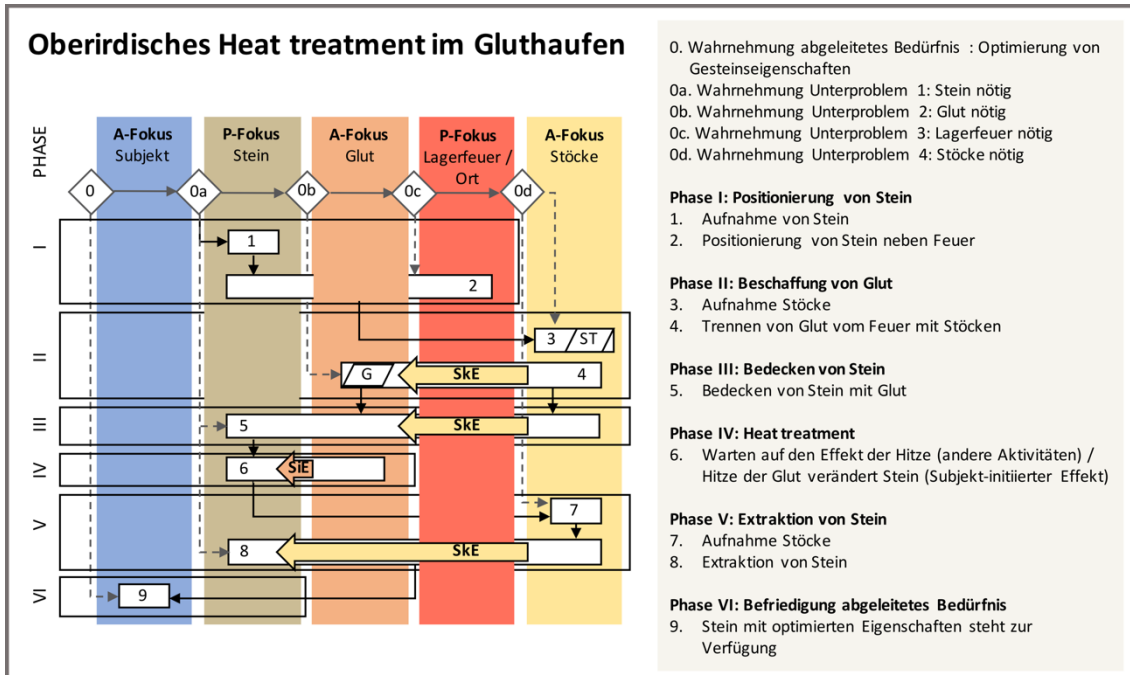 Oberirdisches Heat treatment im Gluthaufen
PHASE
A-Fokus
Subjekt
P-Fokus
Stein
A-Fokus
Glut
P-Fokus
Lagerfeuer /
Ort
A-Fokus
Stöcke
0
0a
0b
0c
0d
I
1
2
II
3 / ST
G
SkE
4
III
5
SkE
IV
6
SiE
V
7
8
SkE
VI
9
0. Wahrnehmung abgeleitetes Bedürfnis : Optimierung von
Gesteinseigenschaften
0a. Wahrnehmung Unterproblem 1: Stein nötig
0b. Wahrnehmung Unterproblem 2: Glut nötig
0c. Wahrnehmung Unterproblem 3: Lagerfeuer nötig
0d. Wahrnehmung Unterproblem 4: Stöcke nötig
Phase I: Positionierung von Stein
1. Aufnahme von Stein
2. Positionierung von Stein neben Feuer
Phase II: Beschaffung von Glut
3. Aufnahme Stöcke
4. Trennen von Glut vom Feuer mit Stöcken
Phase III: Bedecken von Stein
5. Bedecken von Stein mit Glut
Phase IV: Heat treatment
6. Warten auf den Effekt der Hitze (andere Aktivitäten) /
Hitze der Glut verändert Stein (Subjekt-initiierter Effekt)
Phase V: Extraktion von Stein
7. Aufnahme Stöcke
8. Extraktion von Stein
Phase VI: Befriedigung abgeleitetes Bedürfnis
9. Stein mit optimierten Eigenschaften steht zur
Verfügung